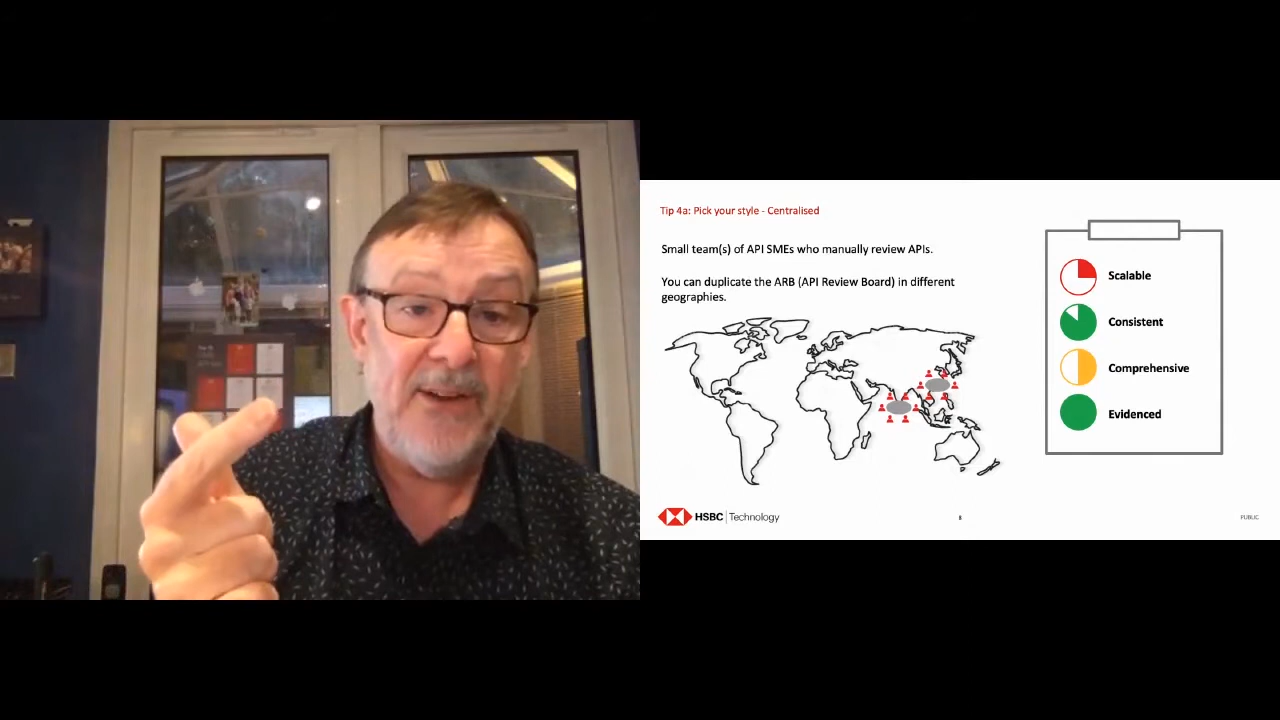 Tip 4a: Pick your style - Centralised
Small team(s) of API SMEs who manually review APIs.
You can duplicate the ARB (API Review Board) in different
geographies.
Scalable
Consistent
Comprehensive
Evidenced
HSBC Technology
8
PUBLIC